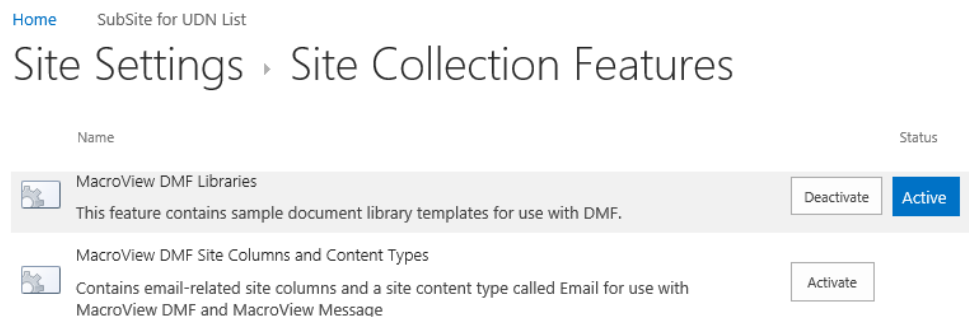 Home SubSite for UDN List
Site Settings ▸ Site Collection Features
Name Status
MacroView DMF Libraries
This feature contains sample document library templates for use with DMF.
Deactivate Active
MacroView DMF Site Columns and Content Types
Contains email-related site columns and a site content type called Email for use with
MacroView DMF and MacroView Message
Activate